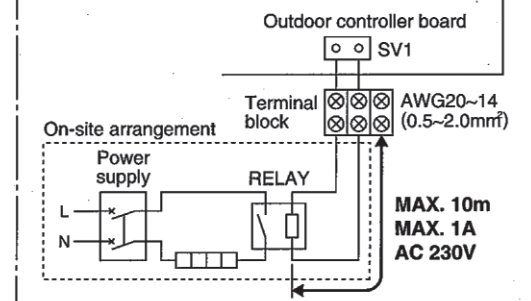 Outdoor controller board
SV1
Terminal block
AWG20~14
(0.5~2.0mm²)
On-site arrangement
Power supply
RELAY
L
N
MAX. 10m
MAX. 1A
AC 230V